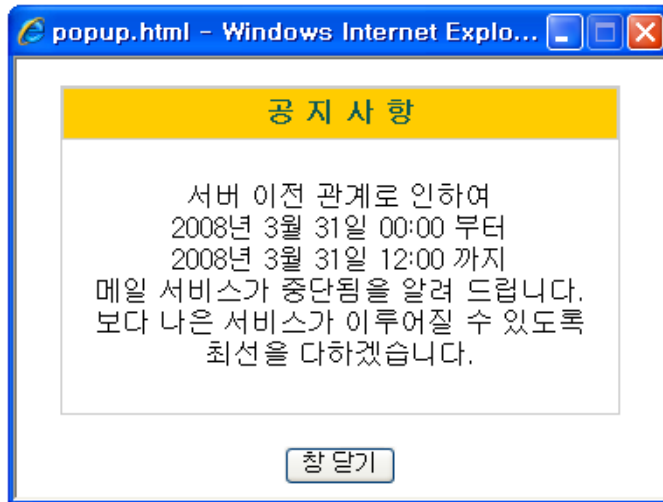 popup.html - Windows Internet Explo...
공 지 사 항
서버 이전 관계로 인하여
2008년 3월 31일 00:00 부터
2008년 3월 31일 12:00 까지
메일 서비스가 중단됨을 알려 드립니다.
보다 나은 서비스가 이루어질 수 있도록
최선을 다하겠습니다.
창 닫기